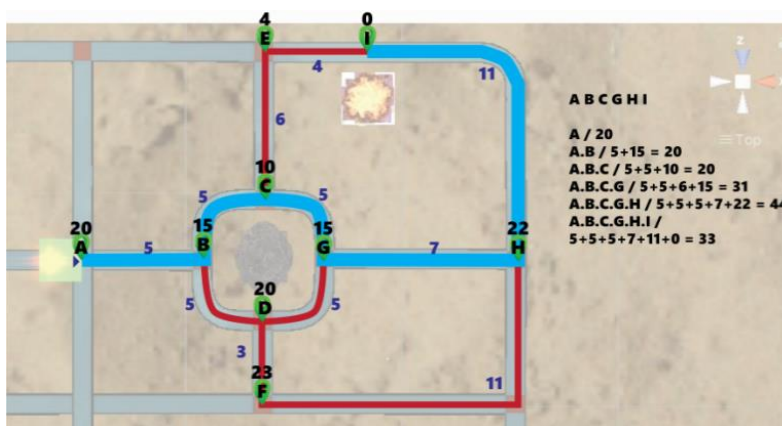 4
0
E
I
z
4
11
A B C G H I
6
A / 20
≡Top
A.B / 5+15 = 20
10
A.B.C / 5+5+10 = 20
C
A.B.C.G / 5+5+6+15 = 31
5
5
A.B.C.G.H / 5+5+5+7+22 = 44
20
15
15
22
A.B.C.G.H.I /
A
5
B
G
7
H
5+5+5+7+11+0 = 33
20
5
D
5
3
23
11
F